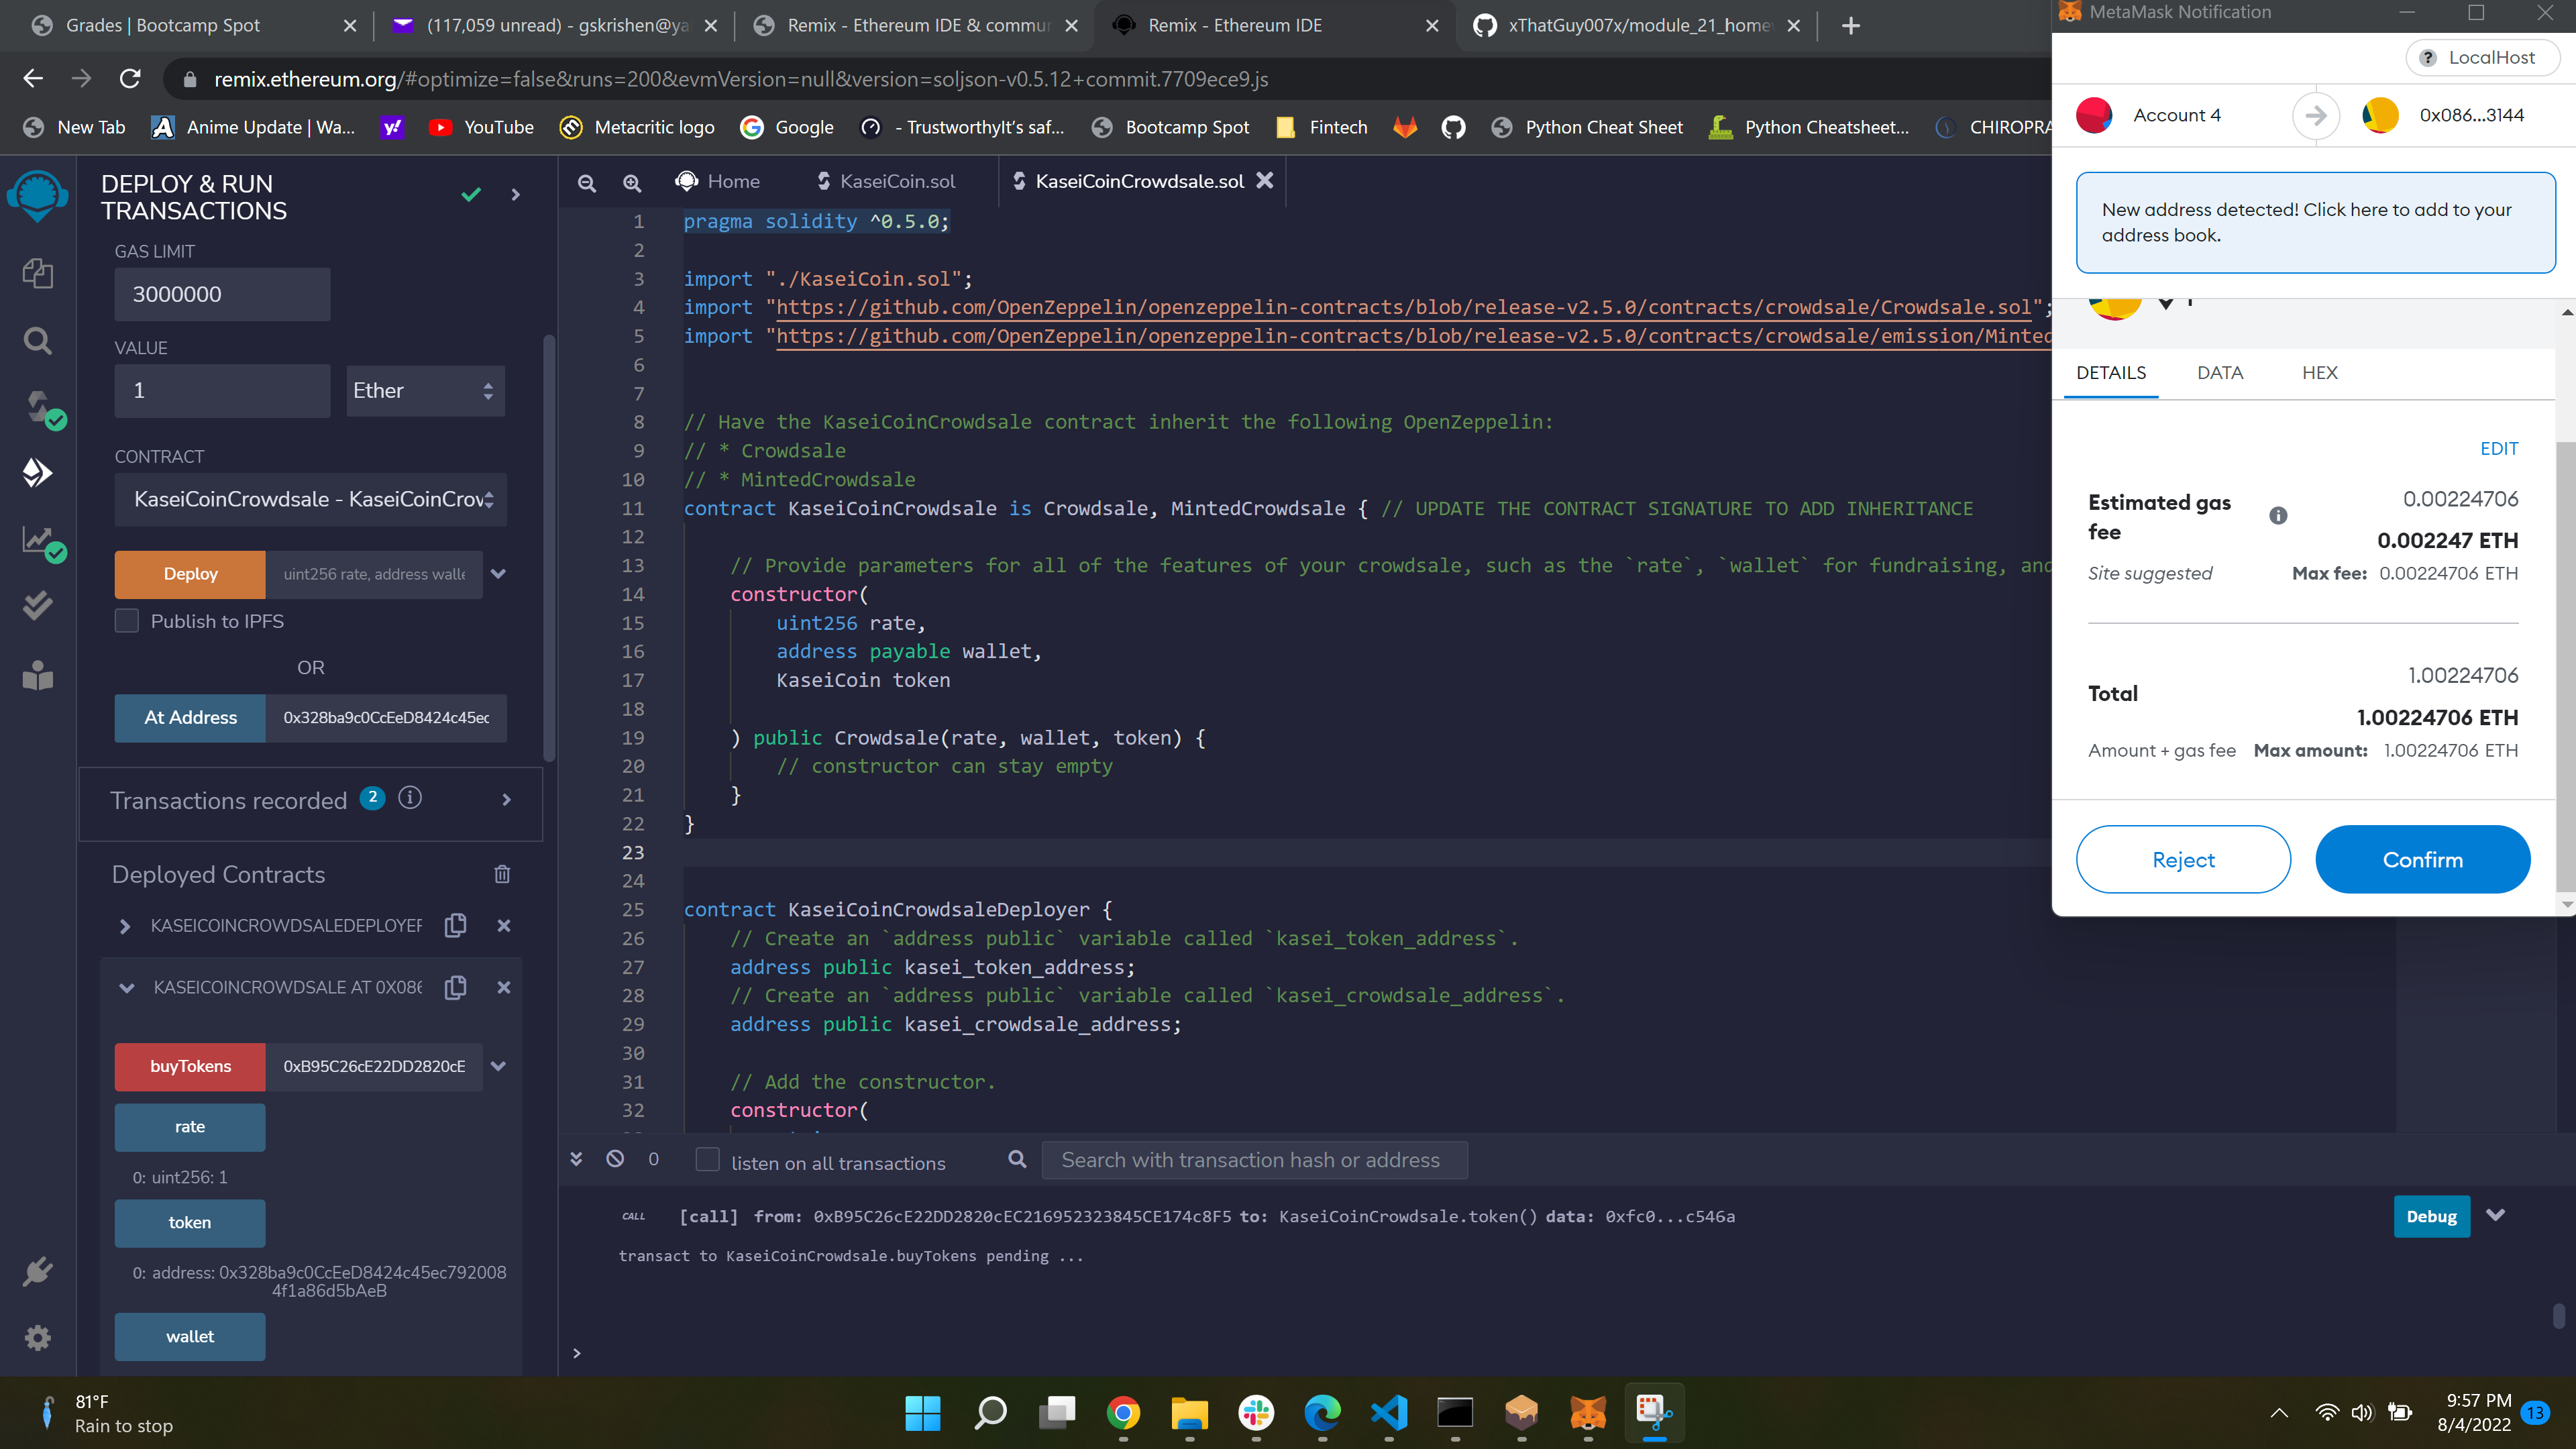 Grades | Bootcamp Spot
(117,059 unread) - gskrishen@ya
Remix - Ethereum IDE & commun
Remix - Ethereum IDE
xThatGuy007x/module_21_homew
MetaMask Notification
remix.ethereum.org/#optimize=false&runs=200&evmVersion=null&version=soljson-v0.5.12+commit.7709ece9.js
New Tab
Anime Update | Wa...
YouTube
Metacritic logo
Google
- TrustworthyIt's saf...
Bootcamp Spot
Fintech
Python Cheat Sheet
Python Cheatsheet...
CHIROPRA
LocalHost
Account 4
0x086...3144
New address detected! Click here to add to your
address book.
DETAILS
DATA
HEX
EDIT
Estimated gas
fee
0.00224706
0.002247 ETH
Site suggested
Max fee: 0.00224706 ETH
Total
1.00224706
1.00224706 ETH
Amount + gas fee
Max amount: 1.00224706 ETH
Reject
Confirm
DEPLOY & RUN
TRANSACTIONS
GAS LIMIT
3000000
VALUE
1
Ether
CONTRACT
KaseiCoinCrowdsale - KaseiCoinCrow
Deploy
uint256 rate, address walle
Publish to IPFS
OR
At Address
0x328ba9c0CcEeD8424c45ec
Transactions recorded 2
Deployed Contracts
KASEICOINCROWDSALEDEPLOYER
KASEICOINCROWDSALE AT 0X086
buyTokens
0xB95C26cE22DD2820cE
rate
0: uint256: 1
token
0: address: 0x328ba9c0CcEeD8424c45ec792008
4f1a86d5bAeB
wallet
Home
KaseiCoin.sol
KaseiCoinCrowdsale.sol
1 pragma solidity ^0.5.0;
2
3 import "./KaseiCoin.sol";
4 import "https://github.com/OpenZeppelin/openzeppelin-contracts/blob/release-v2.5.0/contracts/crowdsale/Crowdsale.sol";
5 import "https://github.com/OpenZeppelin/openzeppelin-contracts/blob/release-v2.5.0/contracts/crowdsale/emission/Minted
6
7
8 // Have the KaseiCoinCrowdsale contract inherit the following OpenZeppelin:
9 // * Crowdsale
10 // * MintedCrowdsale
11 contract KaseiCoinCrowdsale is Crowdsale, MintedCrowdsale { // UPDATE THE CONTRACT SIGNATURE TO ADD INHERITANCE
12
13 // Provide parameters for all of the features of your crowdsale, such as the `rate`, `wallet` for fundraising, and
14 constructor(
15 uint256 rate,
16 address payable wallet,
17 KaseiCoin token
18
19 ) public Crowdsale(rate, wallet, token) {
20 // constructor can stay empty
21 }
22 }
23
24
25 contract KaseiCoinCrowdsaleDeployer {
26 // Create an `address public` variable called `kasei_token_address`.
27 address public kasei_token_address;
28 // Create an `address public` variable called `kasei_crowdsale_address`.
29 address public kasei_crowdsale_address;
30
31 // Add the constructor.
32 constructor(
0
listen on all transactions
Search with transaction hash or address
CALL [call] from: 0xB95C26cE22DD2820cEC216952323845CE174c8F5 to: KaseiCoinCrowdsale.token() data: 0xfc0...c546a
Debug
transact to KaseiCoinCrowdsale.buyTokens pending ...
>
81°F
Rain to stop
9:57 PM
8/4/2022
13